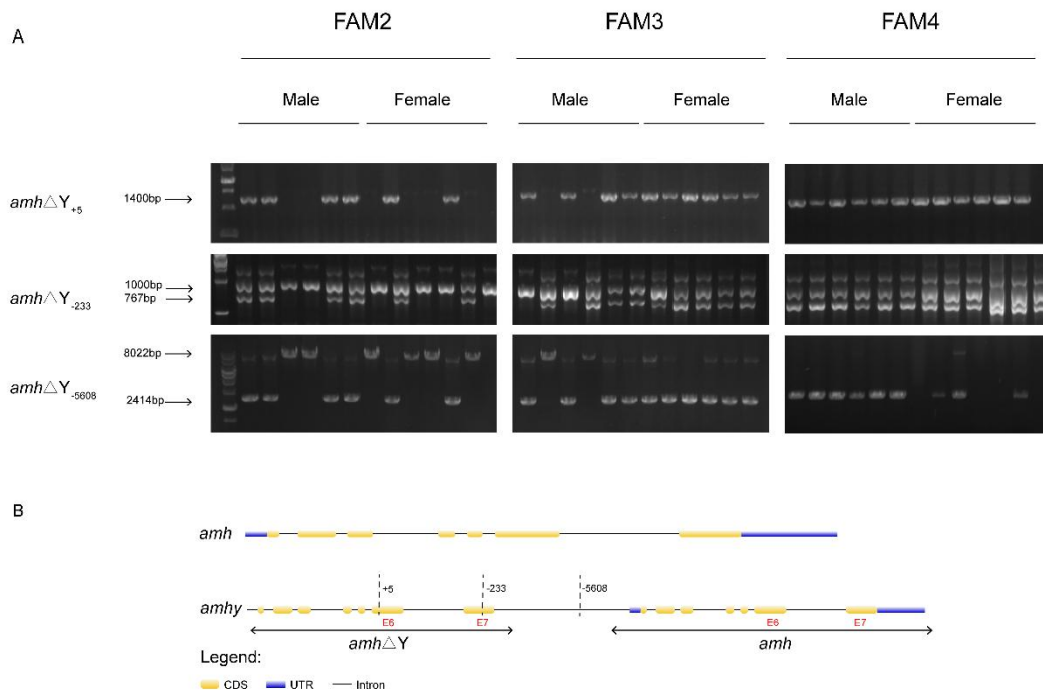 A
FAM2 FAM3 FAM4
Male Female Male Female Male Female
amh△Y+5 1400bp
amh△Y-233 1000bp
767bp
amh△Y-5608 8022bp
2414bp
B
amh
+5 -233 -5608
amhy
E6 E7 E6 E7
amh△Y amh
Legend:
CDS UTR Intron